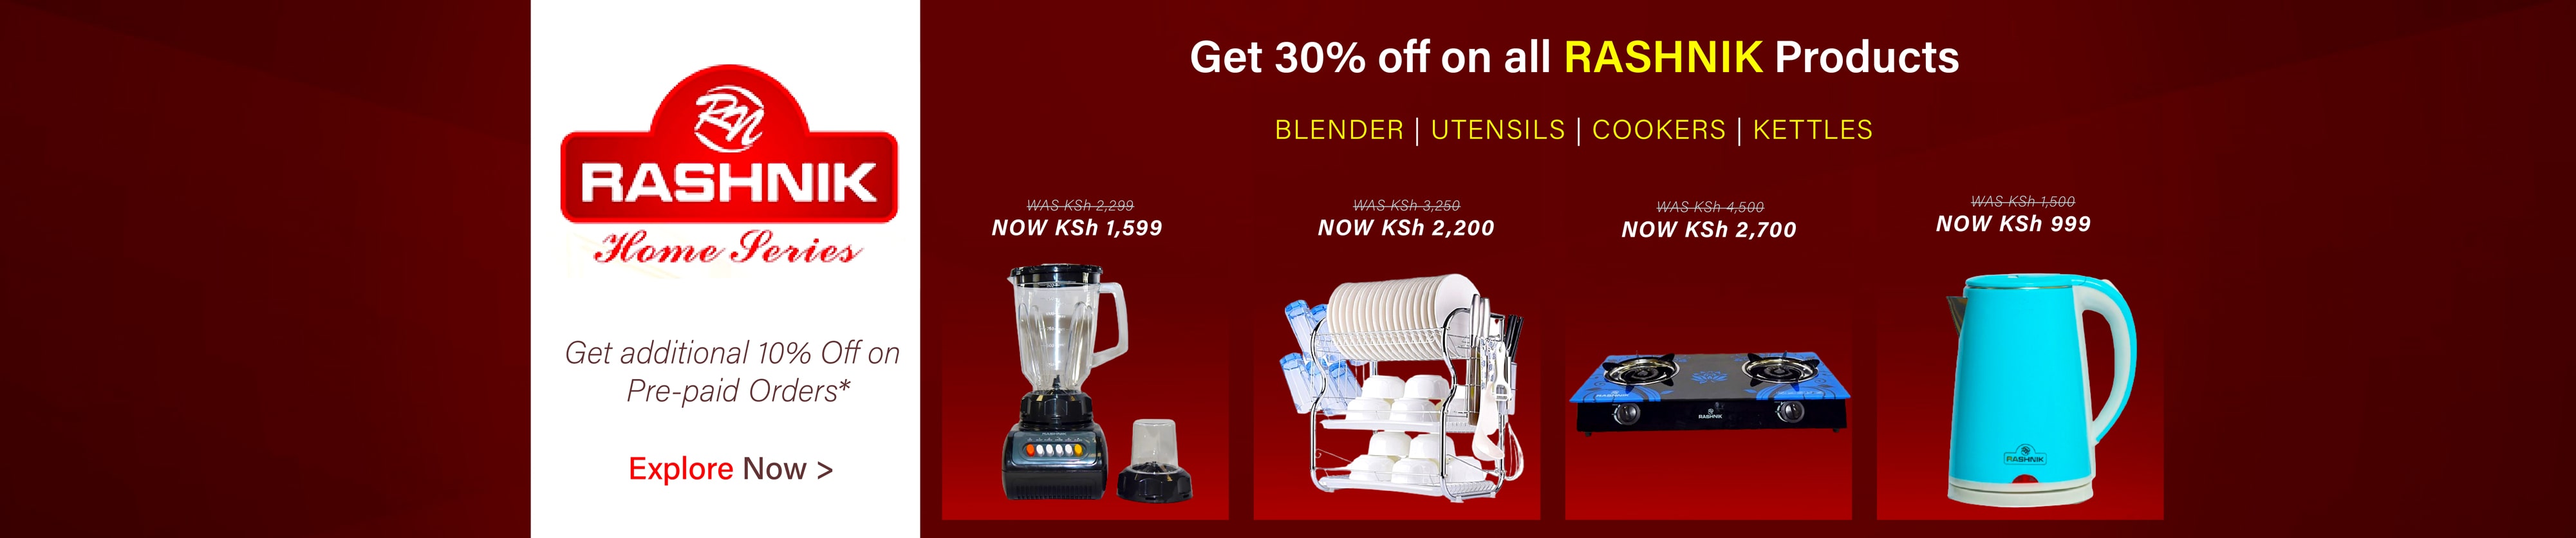 RN
RASHNIK
Home Series
Get additional 10% Off on
Pre-paid Orders*
Explore Now >
Get 30% off on all RASHNIK Products
BLENDER | UTENSILS | COOKERS | KETTLES
WAS KSh 2,299
NOW KSh 1,599
WAS KSh 3,250
NOW KSh 2,200
WAS KSh 4,500
NOW KSh 2,700
RASHNIK
WAS KSh 1,500
NOW KSh 999
RASHNIK